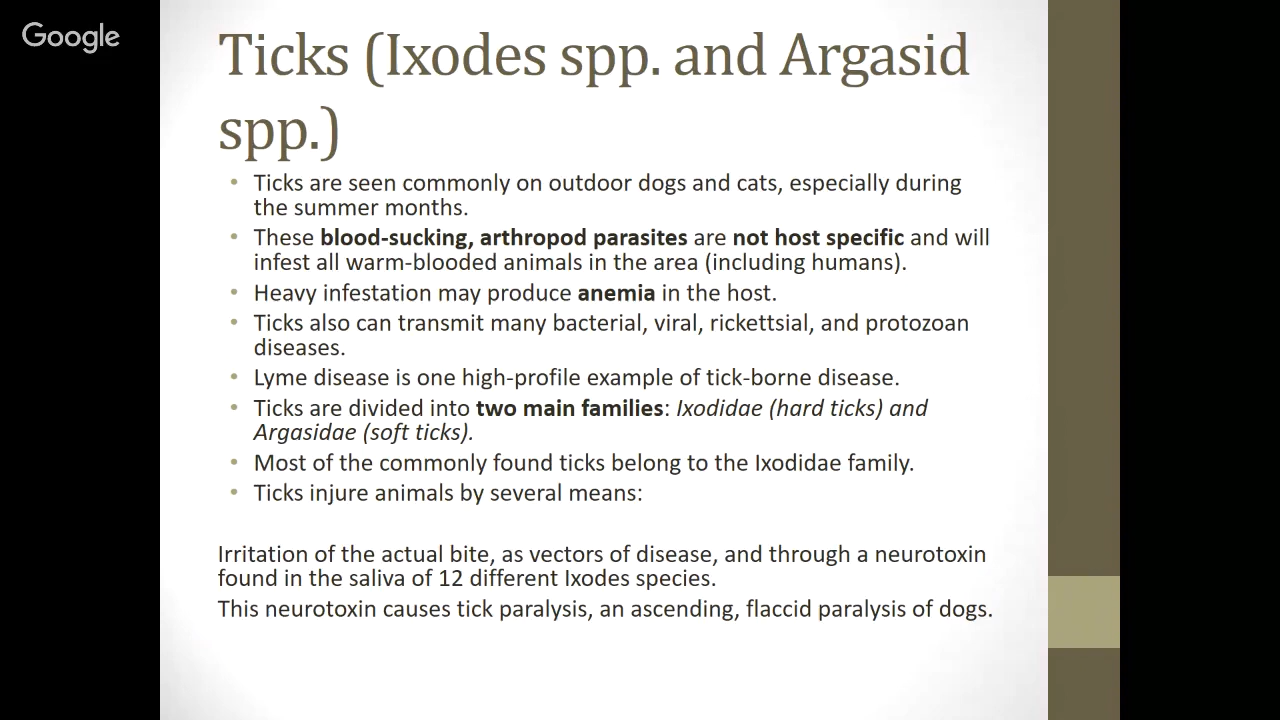 Google
Ticks (Ixodes spp. and Argasid
spp.)
• Ticks are seen commonly on outdoor dogs and cats, especially during
the summer months.
• These blood-sucking, arthropod parasites are not host specific and will
infest all warm-blooded animals in the area (including humans).
• Heavy infestation may produce anemia in the host.
• Ticks also can transmit many bacterial, viral, rickettsial, and protozoan
diseases.
• Lyme disease is one high-profile example of tick-borne disease.
• Ticks are divided into two main families: Ixodidae (hard ticks) and
Argasidae (soft ticks).
• Most of the commonly found ticks belong to the Ixodidae family.
• Ticks injure animals by several means:
Irritation of the actual bite, as vectors of disease, and through a neurotoxin
found in the saliva of 12 different Ixodes species.
This neurotoxin causes tick paralysis, an ascending, flaccid paralysis of dogs.